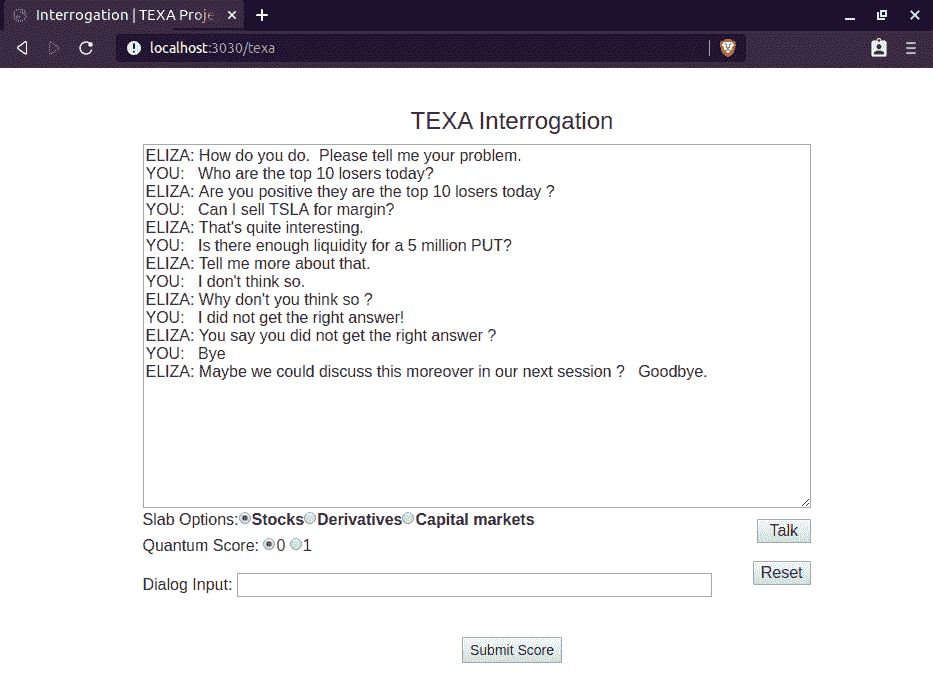 Interrogation | TEXA Proje
localhost:3030/texa
TEXA Interrogation
ELIZA: How do you do.  Please tell me your problem.
YOU:   Who are the top 10 losers today?
ELIZA: Are you positive they are the top 10 losers today ?
YOU:   Can I sell TSLA for margin?
ELIZA: That's quite interesting.
YOU:   Is there enough liquidity for a 5 million PUT?
ELIZA: Tell me more about that.
YOU:   I don't think so.
ELIZA: Why don't you think so ?
YOU:   I did not get the right answer!
ELIZA: You say you did not get the right answer ?
YOU:   Bye
ELIZA: Maybe we could discuss this moreover in our next session ?   Goodbye.
Slab Options: Stocks Derivatives Capital markets
Talk
Quantum Score: 0 1
Reset
Dialog Input:
Submit Score